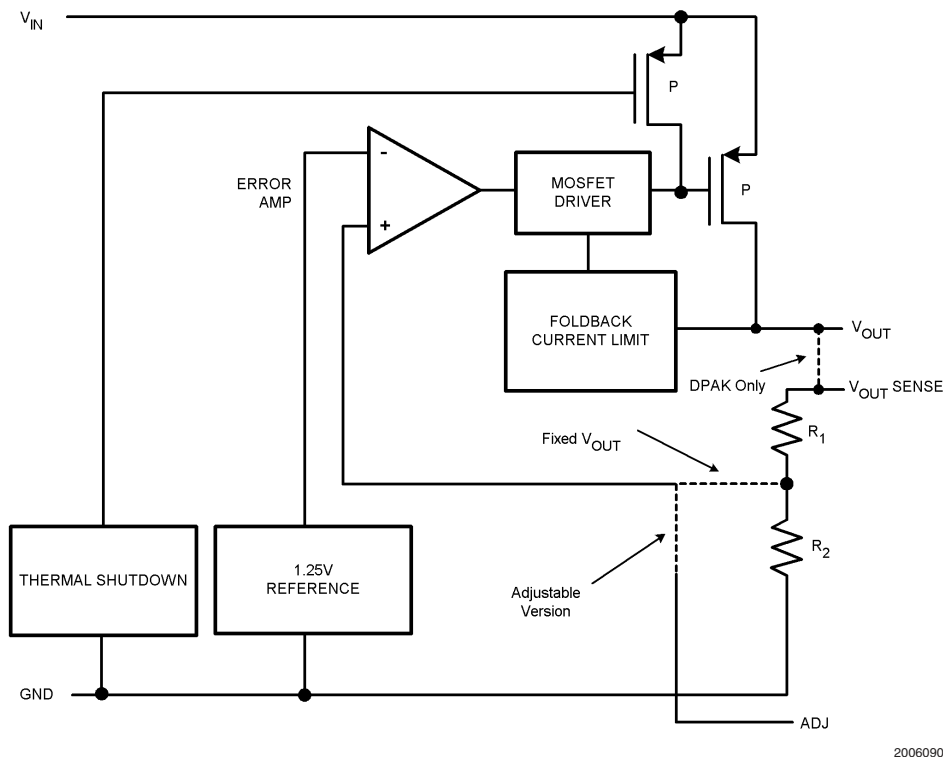 VIN
P
P
ERROR
AMP
-
+
MOSFET
DRIVER
FOLDBACK
CURRENT LIMIT
VOUT
DPAK Only
VOUT SENSE
R1
Fixed VOUT
R2
THERMAL SHUTDOWN
1.25V
REFERENCE
Adjustable
Version
GND
ADJ
2006090